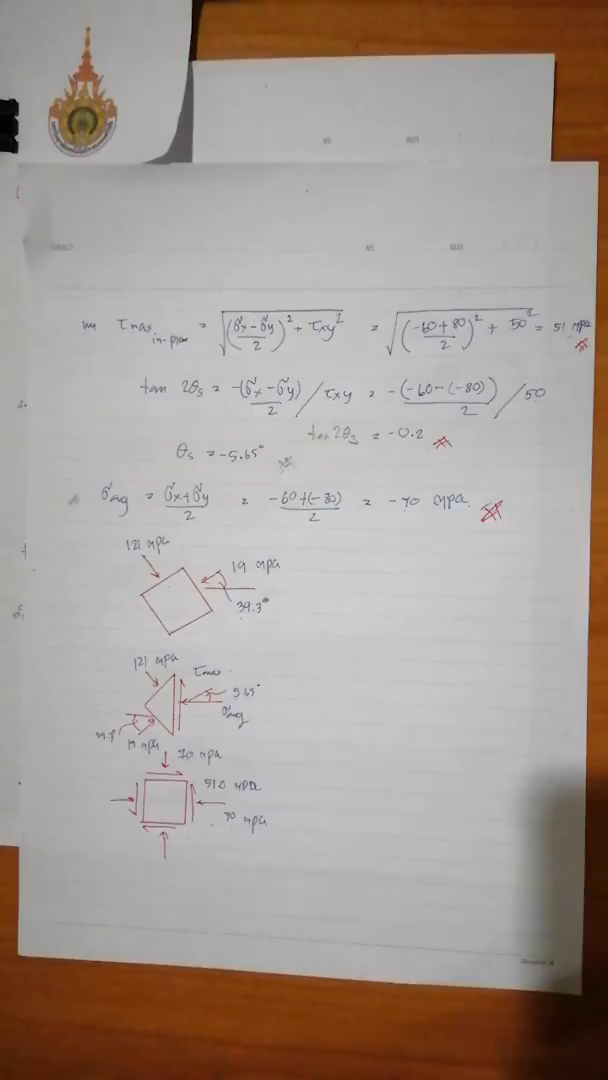 τmax in-plan = √((σx-σy)/2)² + τxy² = √((-60+80)/2)² + 50² = 51 mpa
tan 2θs = -(σx-σy)/2 / τxy = -(-60-(-80))/2 / 50
tan2θs = -0.2
θs = -5.65°
σavg = σx+σy/2 = -60+(-80)/2 = -70 mpa
121 mpa
19 mpa
39.3°
121 mpa
τmax
5.65°
σavg
19 mpa
70 mpa
51.0 mpa
70 mpa